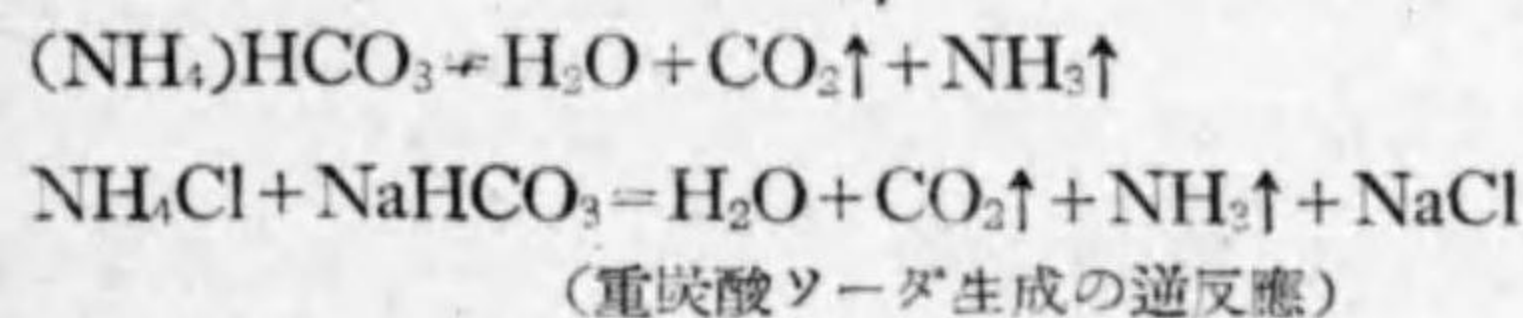 (NH₄)HCO₃=H₂O+CO₂↑+NH₃↑
NH₄Cl+NaHCO₃=H₂O+CO₂↑+NH₃↑+NaCl
（重炭酸ソーダ生成の逆反應）